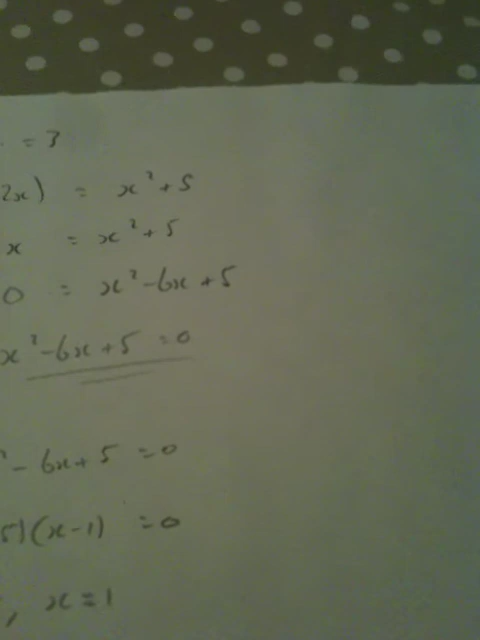 = 3
2x) = x² + 5
x = x² + 5
0 = x² - 6x + 5
x² - 6x + 5 = 0
² - 6x + 5 = 0
5)(x - 1) = 0
, x = 1